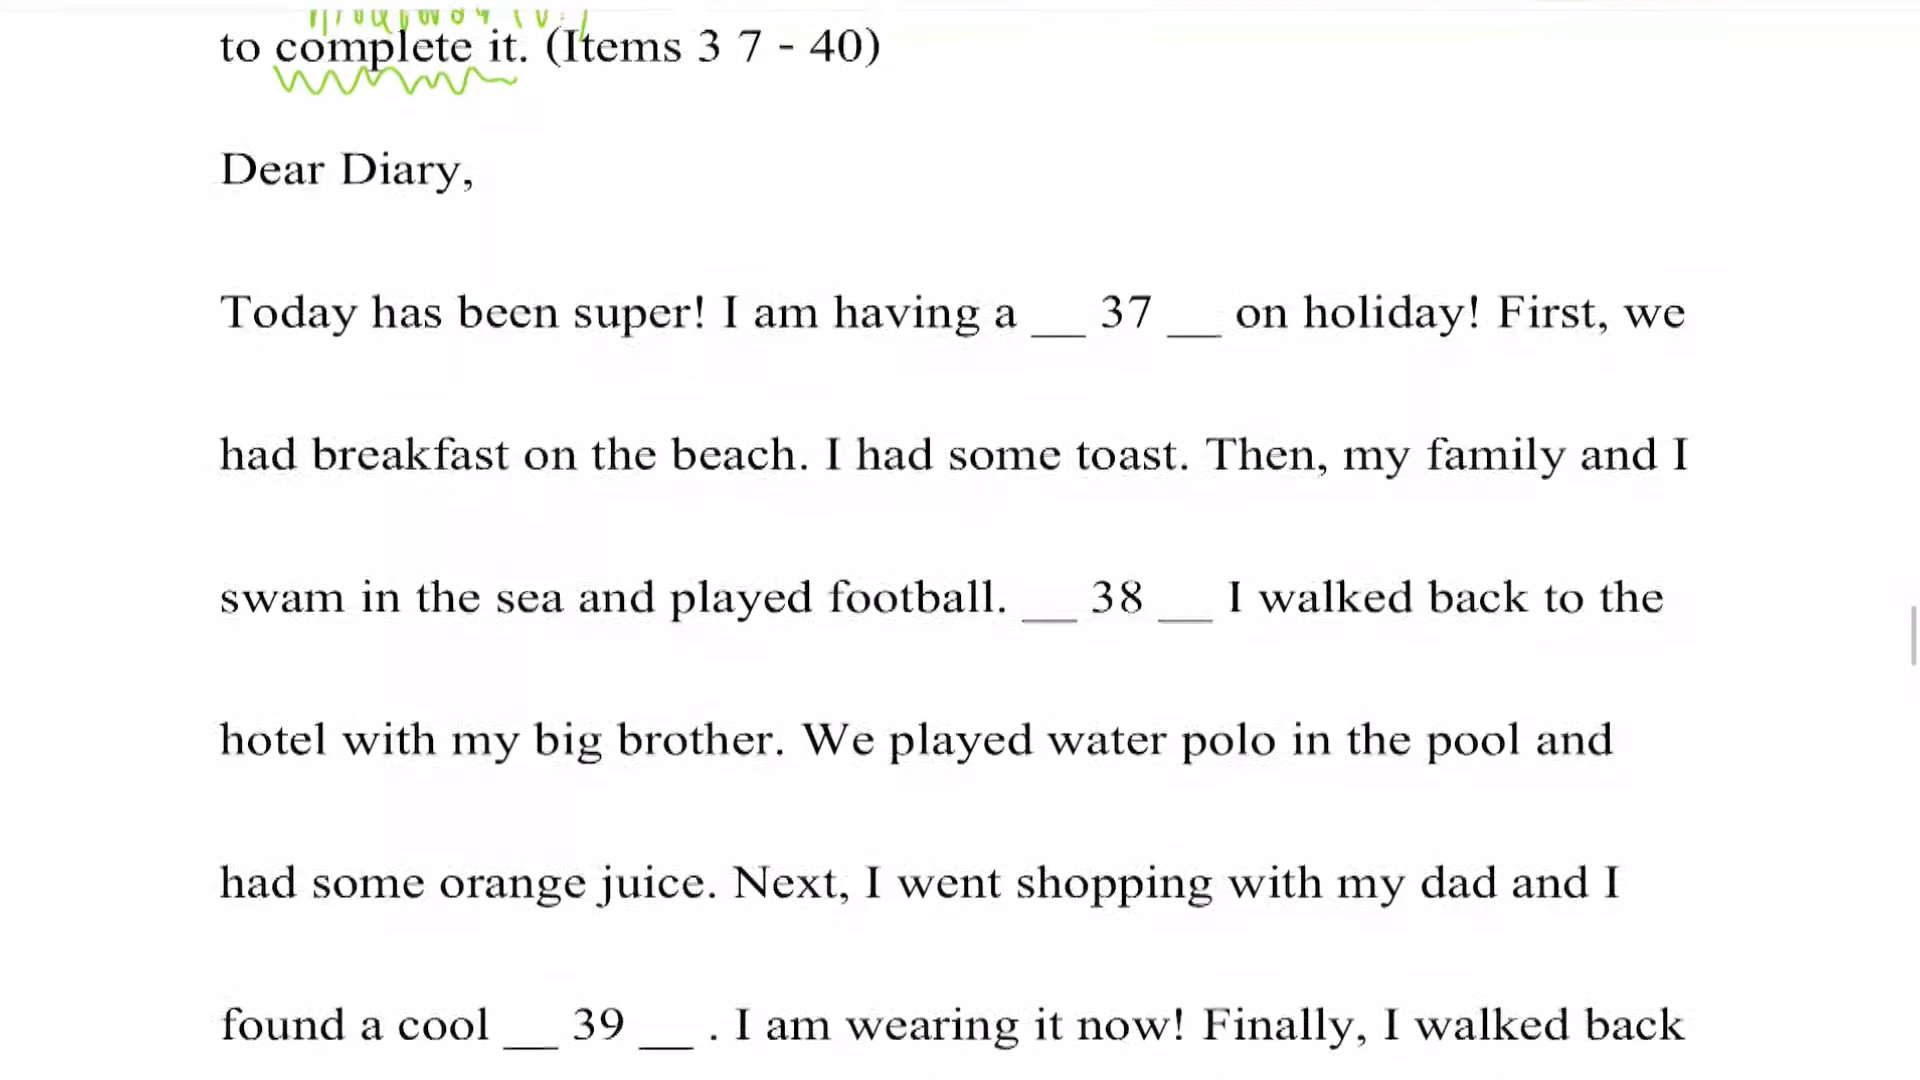 to complete it. (Items 3 7 - 40)
Dear Diary,
Today has been super! I am having a __ 37 __ on holiday! First, we
had breakfast on the beach. I had some toast. Then, my family and I
swam in the sea and played football. __ 38 __ I walked back to the
hotel with my big brother. We played water polo in the pool and
had some orange juice. Next, I went shopping with my dad and I
found a cool __ 39 __ . I am wearing it now! Finally, I walked back